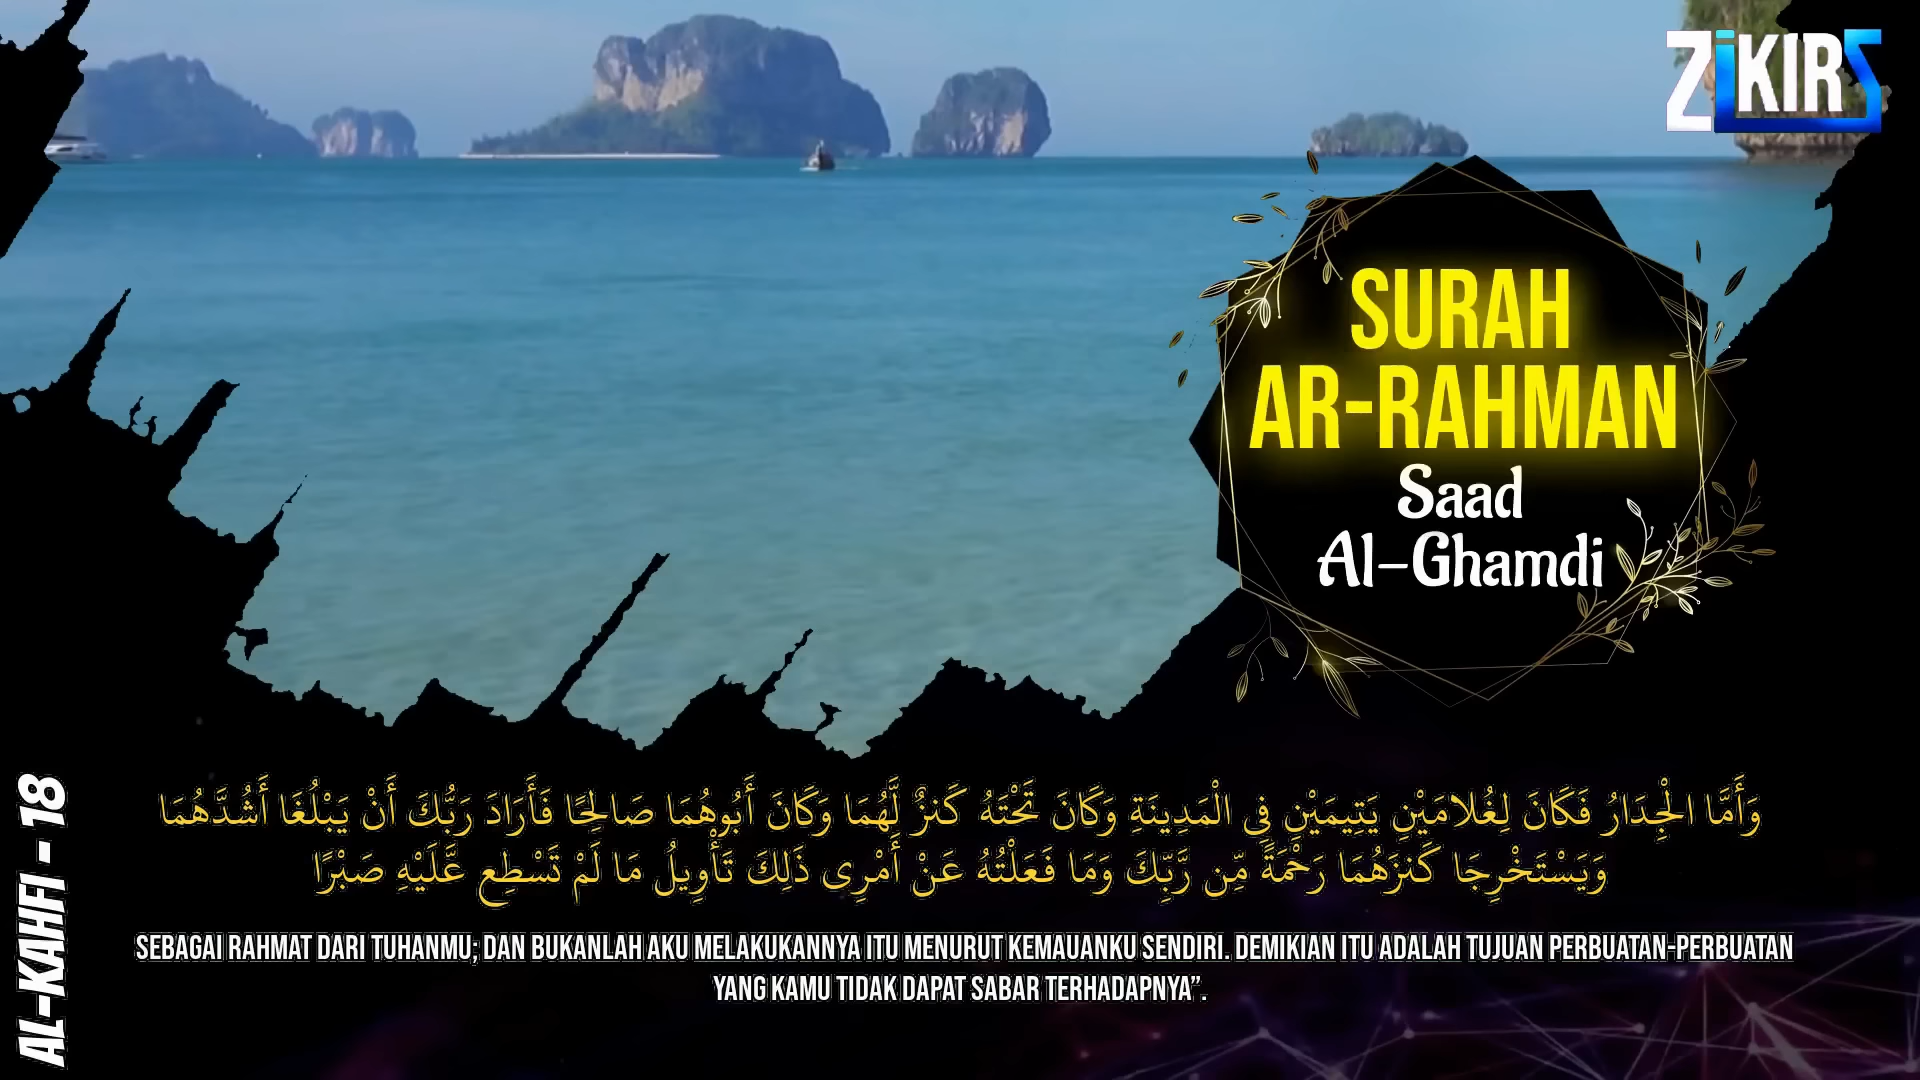 ZiKIRS
SURAH
AR-RAHMAN
Saad
Al-Ghamdi
وَأَمَّا الْجِدَارُ فَكَانَ لِغُلَامَيْنِ يَتِيمَيْنِ فِي الْمَدِينَةِ وَكَانَ تَحْتَهُ كَنزٌ لَّهُمَا وَكَانَ أَبُوهُمَا صَالِحًا فَأَرَادَ رَبُّكَ أَنْ يَبْلُغَا أَشُدَّهُمَا
وَيَسْتَخْرِجَا كَنزَهُمَا رَحْمَةً مِّن رَّبِّكَ وَمَا فَعَلْتُهُ عَنْ أَمْرِى ذَلِكَ تَأْوِيلُ مَا لَمْ تَسْطِع عَّلَيْهِ صَبْرًا
SEBAGAI RAHMAT DARI TUHANMU; DAN BUKANLAH AKU MELAKUKANNYA ITU MENURUT KEMAUANKU SENDIRI. DEMIKIAN ITU ADALAH TUJUAN PERBUATAN-PERBUATAN
YANG KAMU TIDAK DAPAT SABAR TERHADAPNYA”.
AL-KAHFI - 18